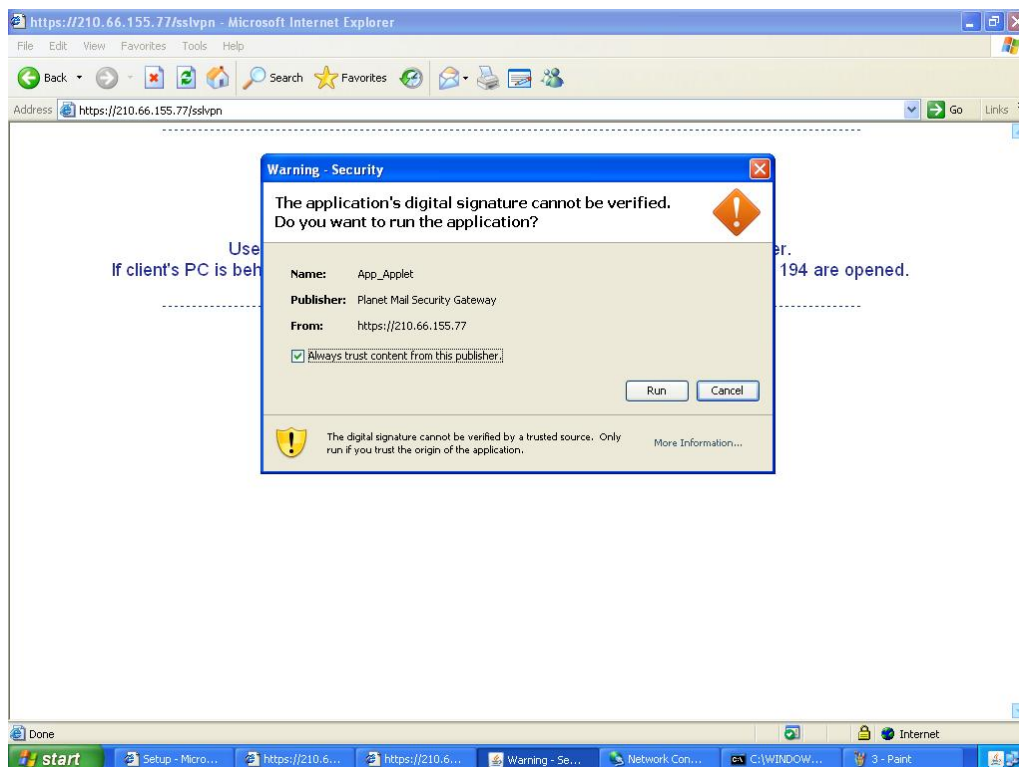 https://210.66.155.77/sslvpn - Microsoft Internet Explorer
File Edit View Favorites Tools Help
Back Search Favorites
Address https://210.66.155.77/sslvpn Go Links
Warning - Security
The application's digital signature cannot be verified.
Do you want to run the application?
Use er.
If client's PC is beh 194 are opened.
Name: App_Applet
Publisher: Planet Mail Security Gateway
From: https://210.66.155.77
Always trust content from this publisher.
Run Cancel
The digital signature cannot be verified by a trusted source. Only
run if you trust the origin of the application.
More Information...
Done Internet
start Setup - Micro... https://210.6... https://210.6... Warning - Se... Network Con... C:\WINDOW... 3 - Paint